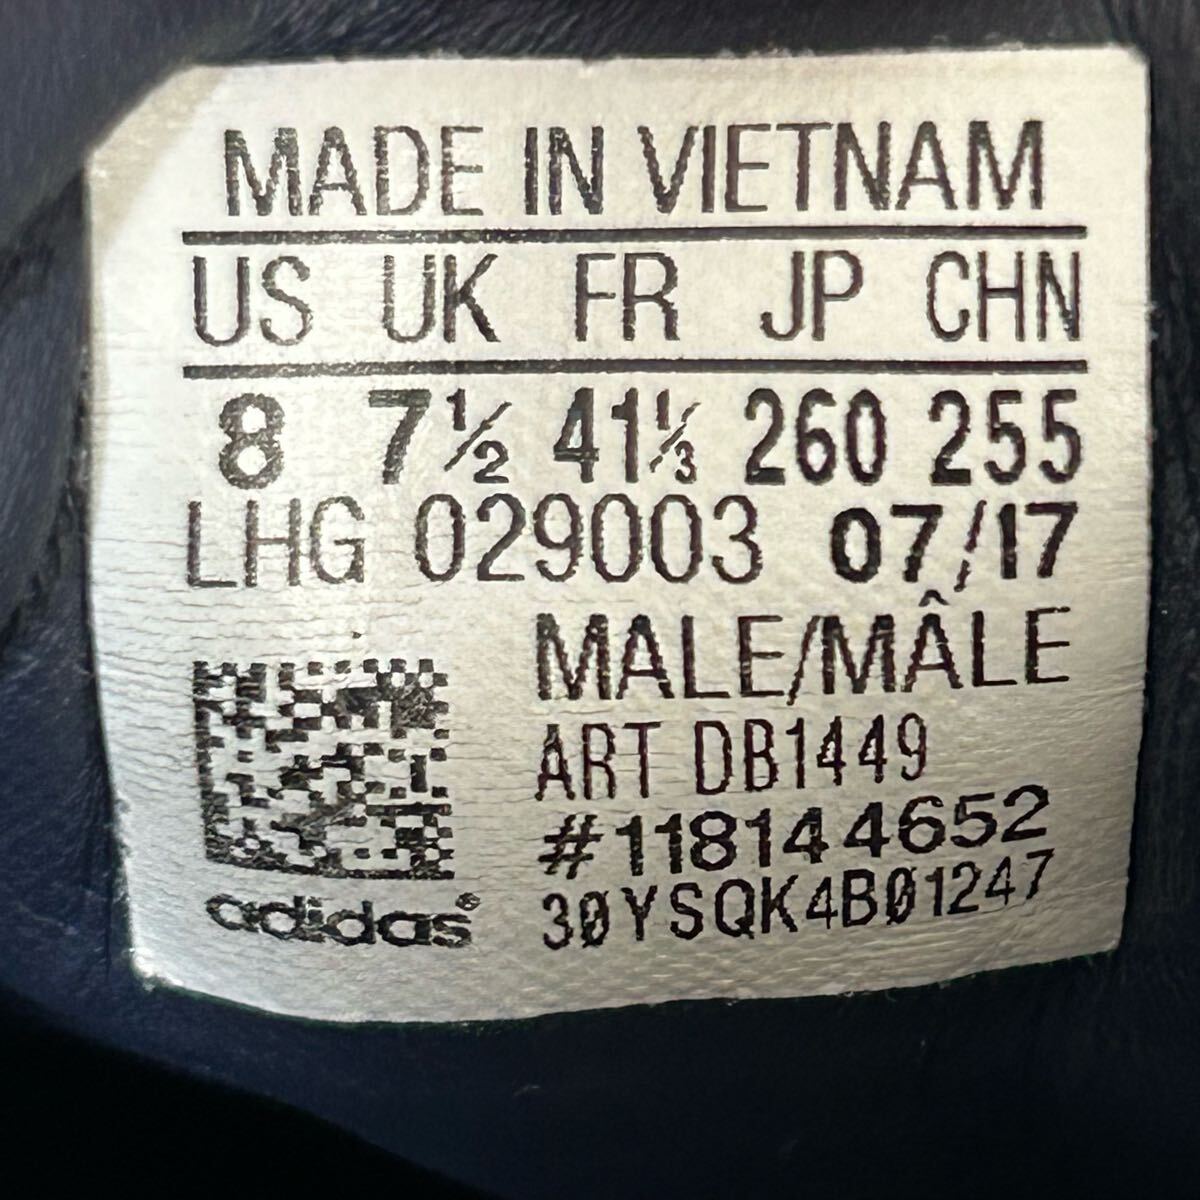 MADE IN VIETNAM
US UK FR JP CHN
8 7½ 41⅓ 260 255
LHG 029003 07/17
MALE/MÂLE
ART DB1449
#118144652
30YSQK4B01247
adidas®